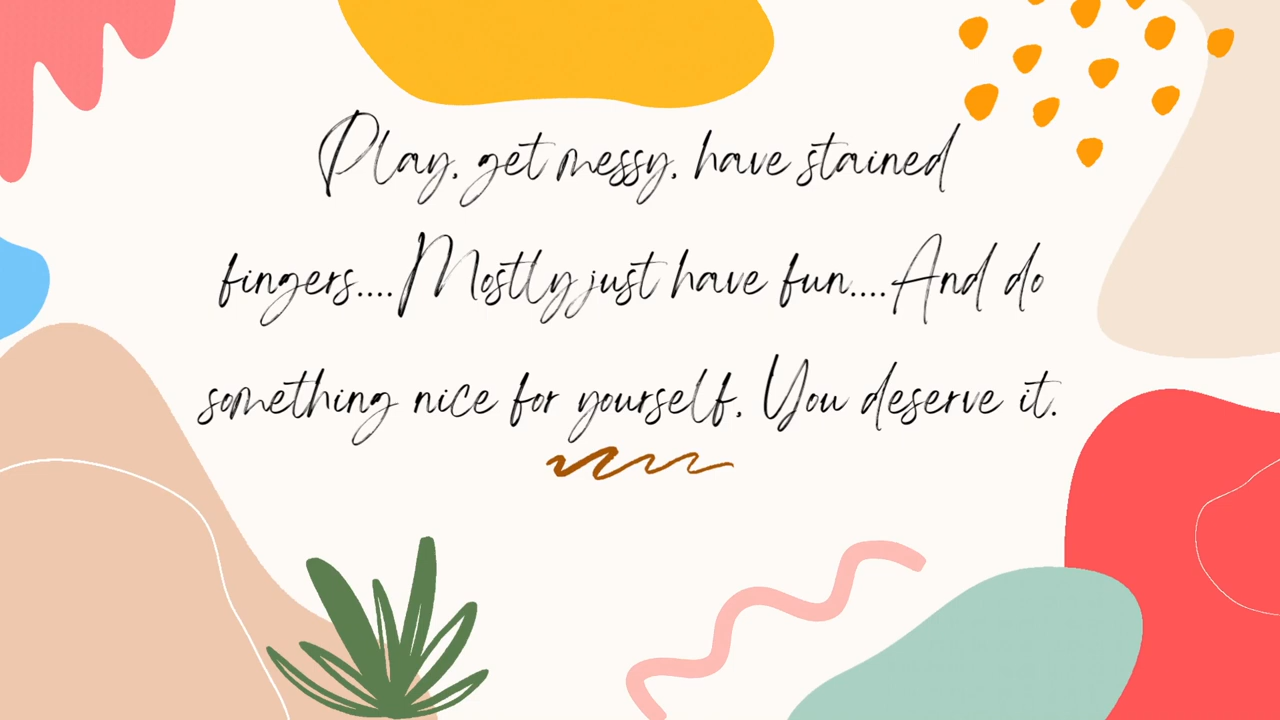 Play, get messy, have stained
fingers....Mostly just have fun....And do
something nice for yourself, You deserve it.